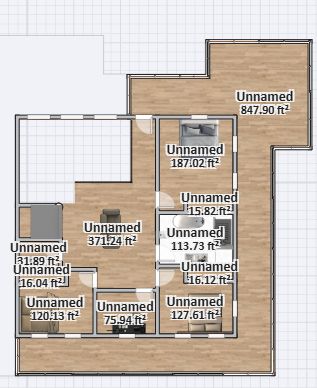 Unnamed
847.90 ft²
Unnamed
187.02 ft²
Unnamed
15.82 ft²
Unnamed
371.24 ft²
Unnamed
113.73 ft²
Unnamed
31.89 ft²
Unnamed
16.04 ft²
Unnamed
16.12 ft²
Unnamed
120.13 ft²
Unnamed
75.94 ft²
Unnamed
127.61 ft²